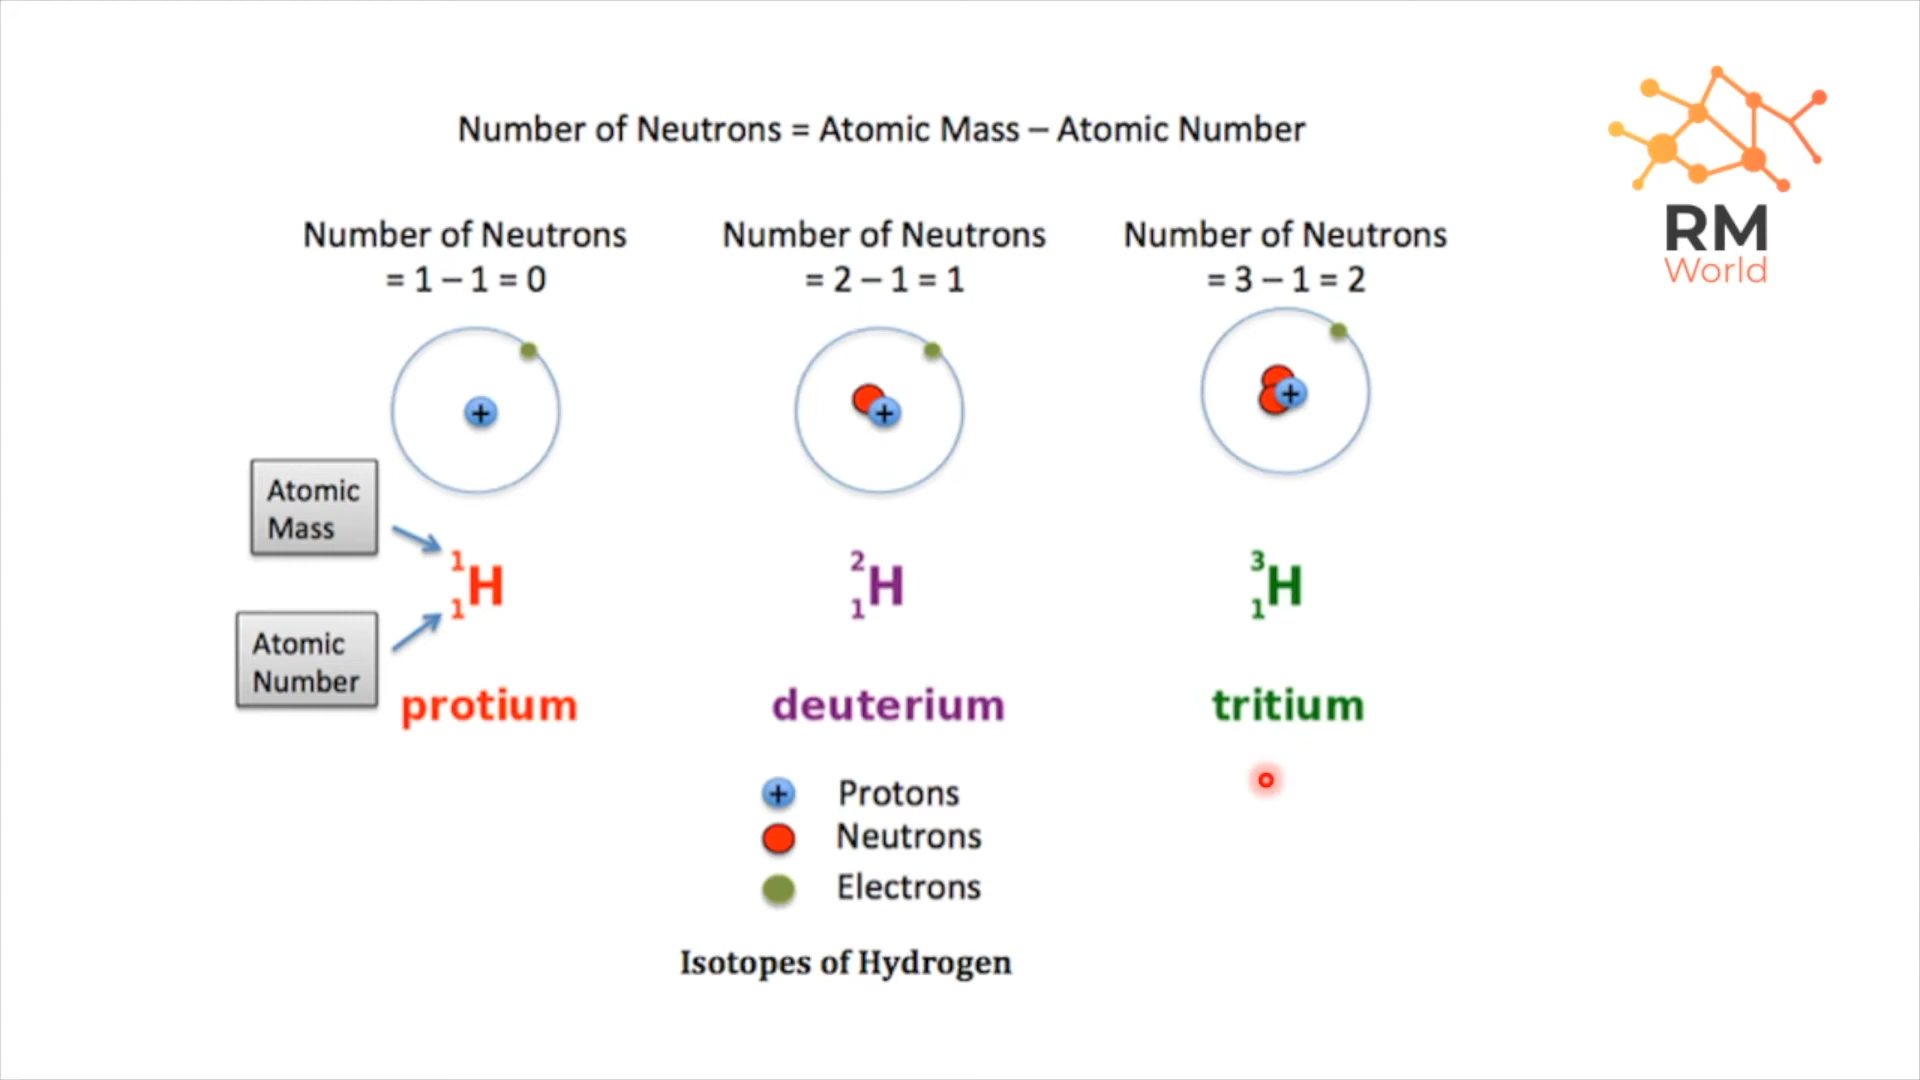 Number of Neutrons = Atomic Mass – Atomic Number
RM
World
Number of Neutrons
= 1 – 1 = 0
Number of Neutrons
= 2 – 1 = 1
Number of Neutrons
= 3 – 1 = 2
+
+
+
Atomic
Mass
Atomic
Number
1
1 H
2
1 H
3
1 H
protium
deuterium
tritium
+ Protons
Neutrons
Electrons
Isotopes of Hydrogen